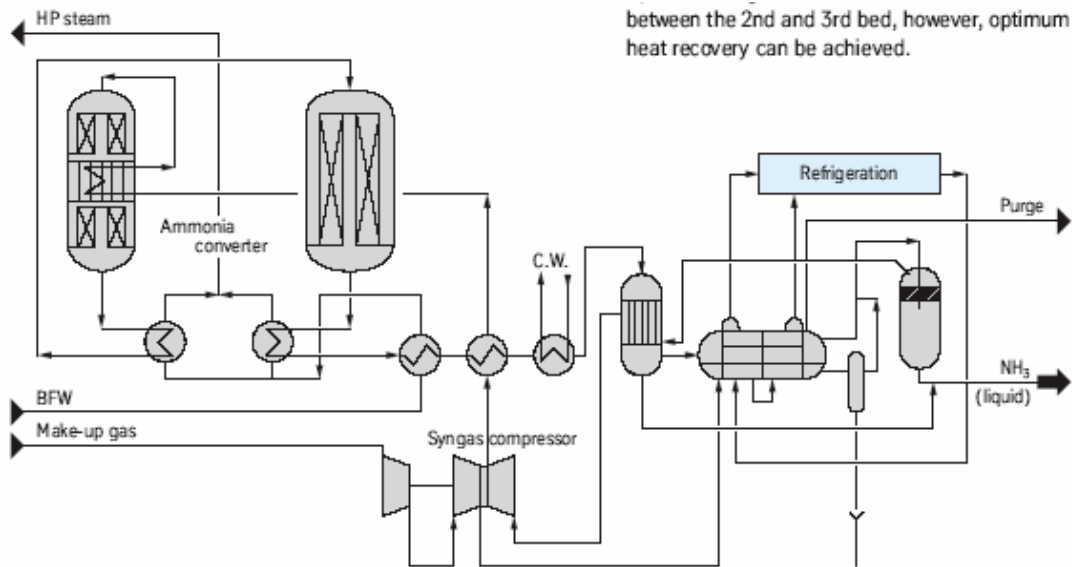 between the 2nd and 3rd bed, however, optimum
heat recovery can be achieved.
HP steam
Refrigeration
Purge
Ammonia
converter
C.W.
NH₃
(liquid)
BFW
Make-up gas
Syngas compressor